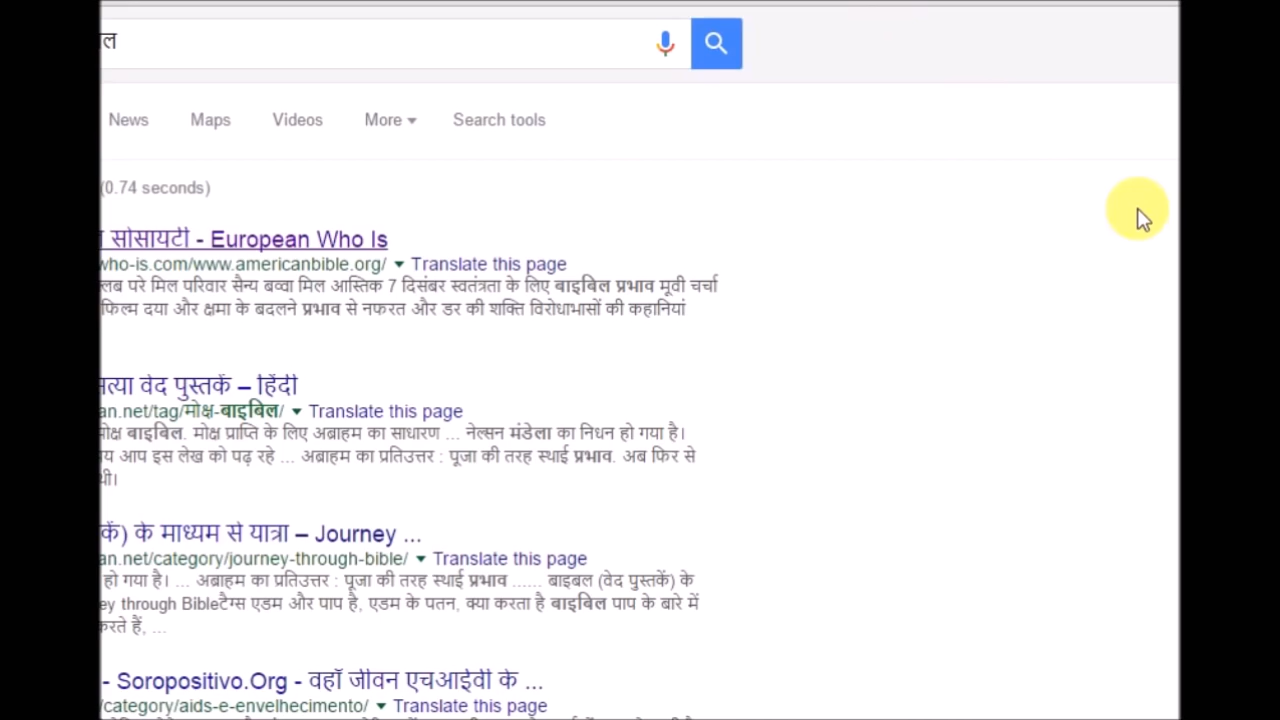 News Maps Videos More Search tools
(0.74 seconds)
सोसायटी - European Who Is
who-is.com/www.americanbible.org/ Translate this page
लब परे मिल परिवार सैन्य बव्वा मिल आस्तिक 7 दिसंबर स्वतंत्रता के लिए बाइबिल प्रभाव मूवी चर्चा
फिल्म दया और क्षमा के बदलने प्रभाव से नफरत और डर की शक्ति विरोधाभासों की कहानियां
सत्या वेद पुस्तकें – हिंदी
an.net/tag/मोक्ष-बाइबिल/ Translate this page
मोक्ष बाइबिल. मोक्ष प्राप्ति के लिए अब्राहम का साधारण ... नेल्सन मंडेला का निधन हो गया है।
य आप इस लेख को पढ़ रहे ... अब्राहम का प्रतिउत्तर : पूजा की तरह स्थाई प्रभाव. अब फिर से
थी।
कें) के माध्यम से यात्रा – Journey ...
an.net/category/journey-through-bible/ Translate this page
हो गया है। ... अब्राहम का प्रतिउत्तर : पूजा की तरह स्थाई प्रभाव ...... बाइबल (वेद पुस्तकें) के
ey through Bibleटैग्स एडम और पाप है, एडम के पतन, क्या करता है बाइबिल पाप के बारे में
करते हैं, ...
- Soropositivo.Org - वहाँ जीवन एचआईवी के ...
/category/aids-e-envelhecimento/ Translate this page